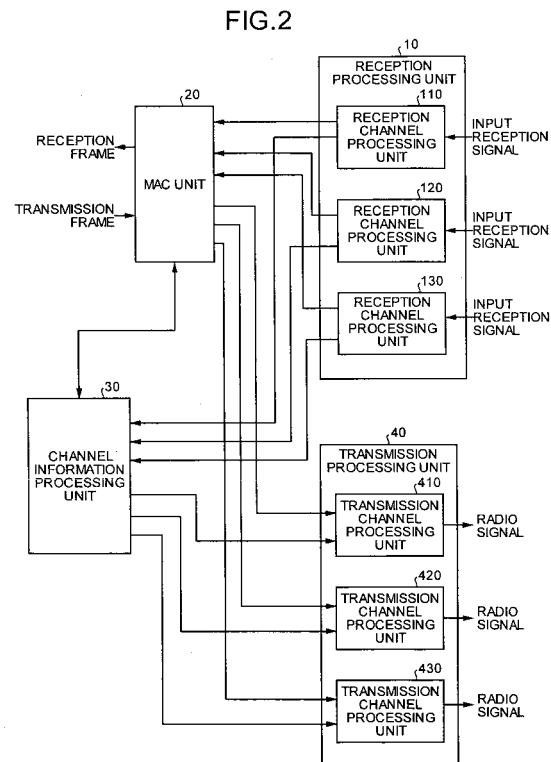 FIG.2
10
RECEPTION
PROCESSING UNIT
20
MAC UNIT
RECEPTION
FRAME
TRANSMISSION
FRAME
110
RECEPTION
CHANNEL
PROCESSING
UNIT
INPUT
RECEPTION
SIGNAL
120
RECEPTION
CHANNEL
PROCESSING
UNIT
INPUT
RECEPTION
SIGNAL
130
RECEPTION
CHANNEL
PROCESSING
UNIT
INPUT
RECEPTION
SIGNAL
30
CHANNEL
INFORMATION
PROCESSING
UNIT
40
TRANSMISSION
PROCESSING UNIT
410
TRANSMISSION
CHANNEL
PROCESSING
UNIT
RADIO
SIGNAL
420
TRANSMISSION
CHANNEL
PROCESSING
UNIT
RADIO
SIGNAL
430
TRANSMISSION
CHANNEL
PROCESSING
UNIT
RADIO
SIGNAL